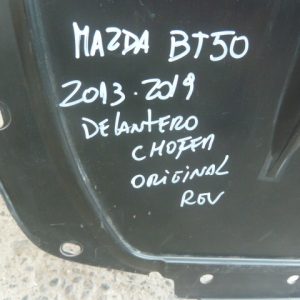 MAZDA BT50
2013.2019
DELANTERO
CHOFER
ORIGINAL
REV